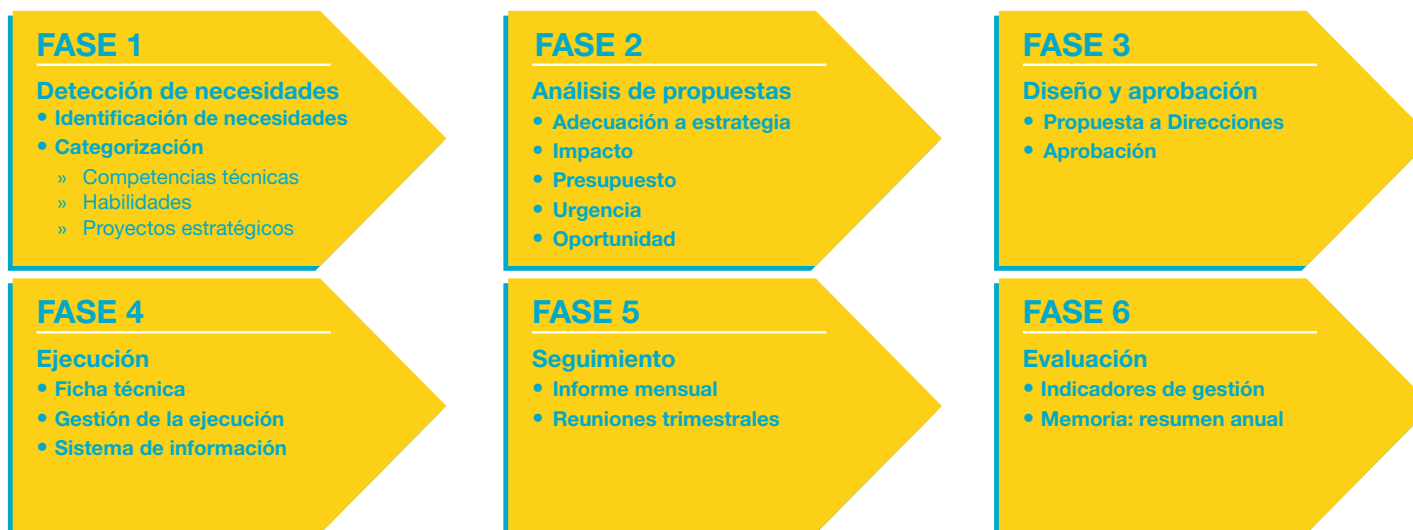 FASE 1
Detección de necesidades
• Identificación de necesidades
• Categorización
» Competencias técnicas
» Habilidades
» Proyectos estratégicos
FASE 2
Análisis de propuestas
• Adecuación a estrategia
• Impacto
• Presupuesto
• Urgencia
• Oportunidad
FASE 3
Diseño y aprobación
• Propuesta a Direcciones
• Aprobación
FASE 4
Ejecución
• Ficha técnica
• Gestión de la ejecución
• Sistema de información
FASE 5
Seguimiento
• Informe mensual
• Reuniones trimestrales
FASE 6
Evaluación
• Indicadores de gestión
• Memoria: resumen anual